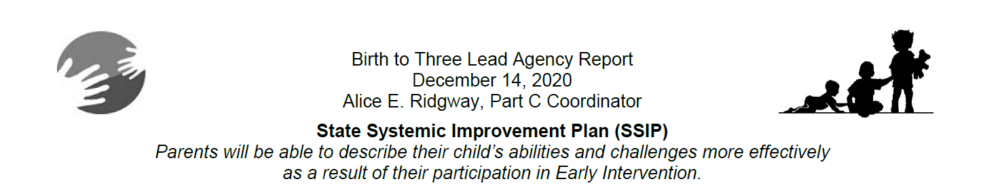 Birth to Three Lead Agency Report
December 14, 2020
Alice E. Ridgway, Part C Coordinator
State Systemic Improvement Plan (SSIP)
Parents will be able to describe their child's abilities and challenges more effectively
as a result of their participation in Early Intervention.